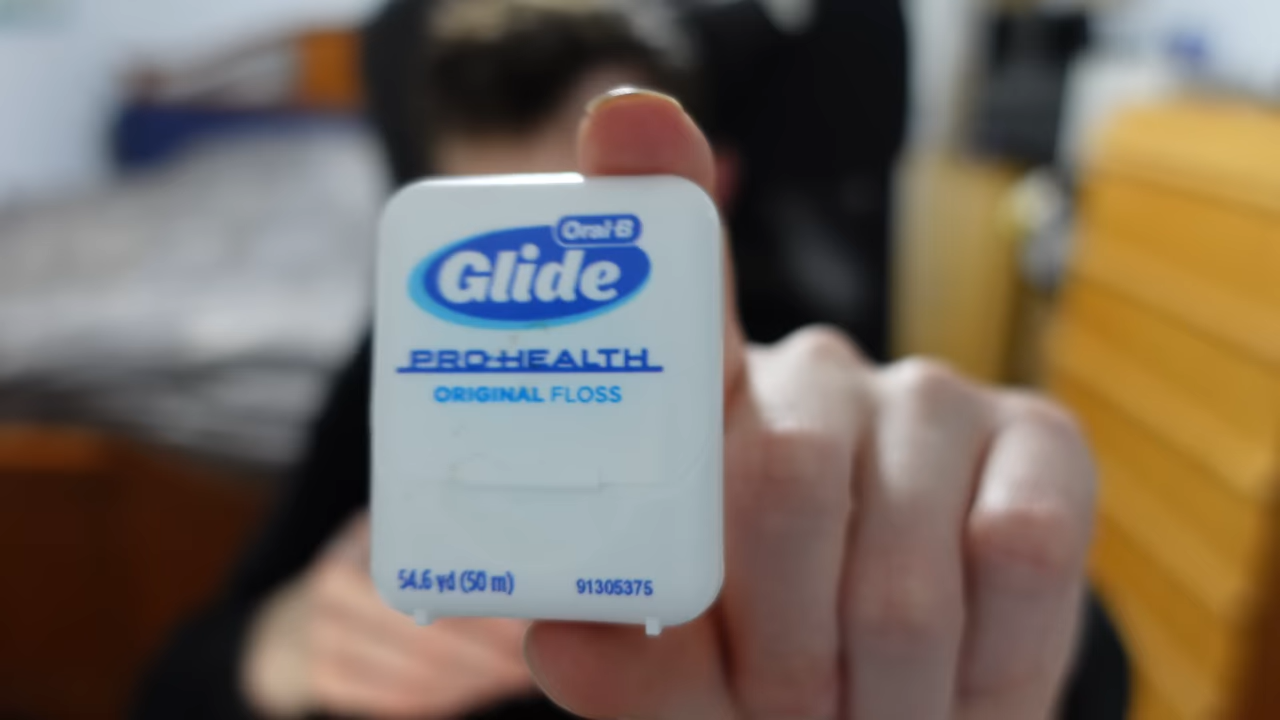 Oral-B
Glide
PRO-HEALTH
ORIGINAL FLOSS
54.6 yd (50 m) 91305375